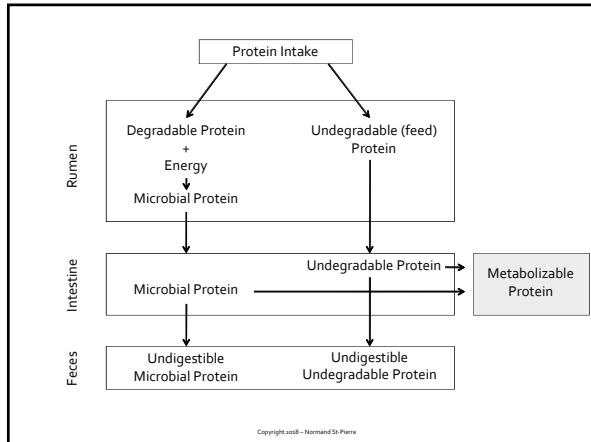 Protein Intake
Rumen
Degradable Protein
+
Energy
Microbial Protein
Undegradable (feed)
Protein
Intestine
Undegradable Protein
Microbial Protein
Metabolizable
Protein
Feces
Undigestible
Microbial Protein
Undigestible
Undegradable Protein
Copyright 2018 – Normand St-Pierre